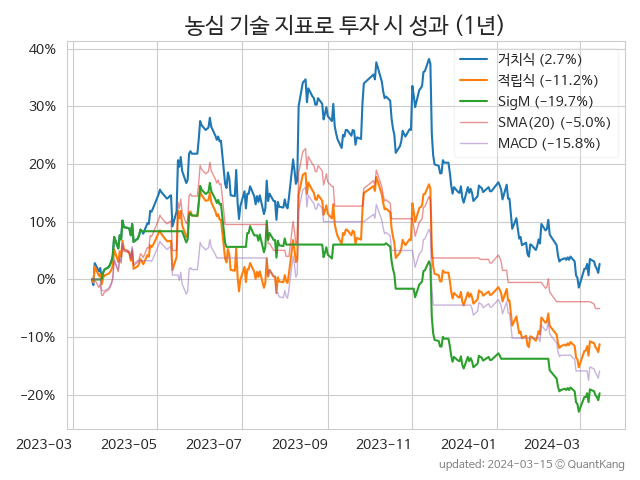 농심 기술 지표로 투자 시 성과 (1년)
거치식 (2.7%)
적립식 (−11.2%)
SigM (−19.7%)
SMA(20) (−5.0%)
MACD (−15.8%)
40%
30%
20%
10%
0%
−10%
−20%
2023−03
2023−05
2023−07
2023−09
2023−11
2024−01
2024−03
updated: 2024−03−15 ⓒ QuantKang